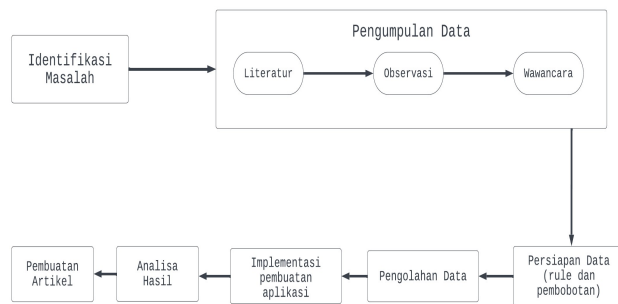 Pengumpulan Data
Identifikasi
Masalah
Literatur
Observasi
Wawancara
Persiapan Data
(rule dan
pembobotan)
Pengolahan Data
Implementasi
pembuatan
aplikasi
Analisa
Hasil
Pembuatan
Artikel